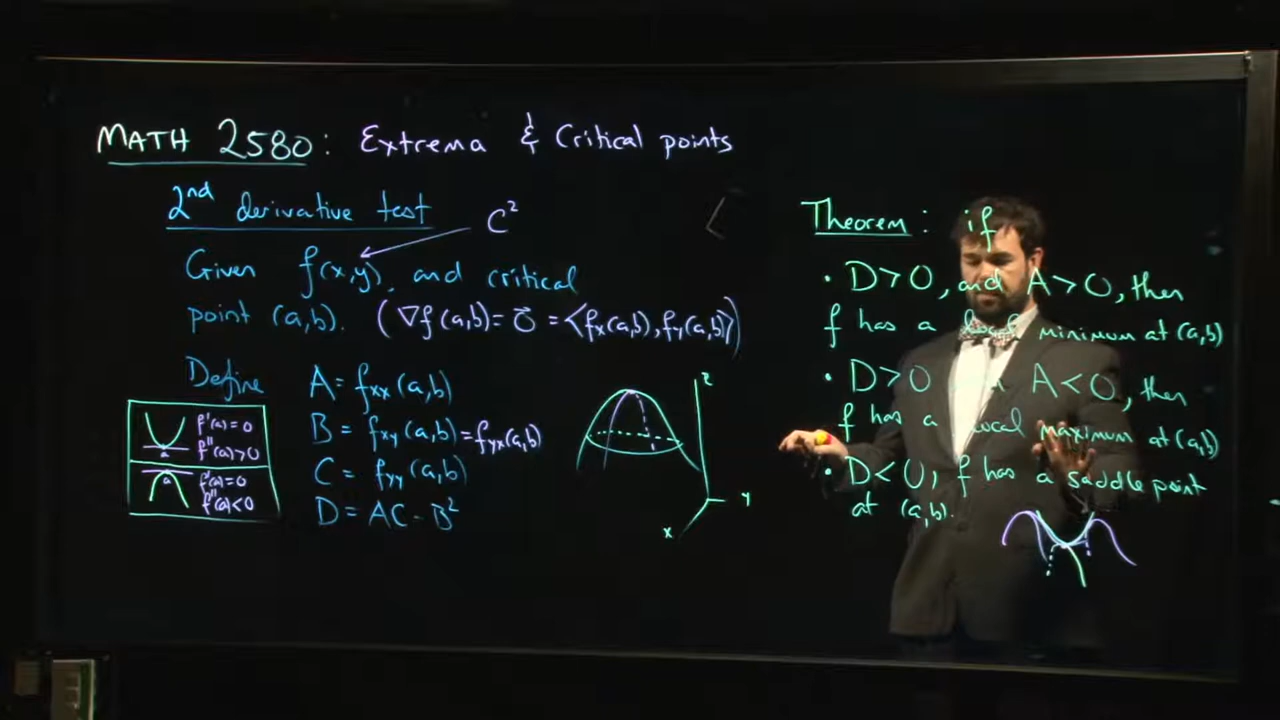 MATH 2580: Extrema & Critical points
2nd derivative test
C²
Given f(x,y), and critical
point (a,b). (∇f(a,b) = 0⃗ = <fx(a,b), fy(a,b)>)
Define A = fxx(a,b)
B = fxy(a,b) = fyx(a,b)
C = fyy(a,b)
D = AC - B²
f'(a) = 0
f''(a) > 0
a
f'(a) = 0
f''(a) < 0
a
z
y
x
Theorem: if
• D > 0, and A > 0, then
f has a local minimum at (a,b)
• D > 0 A < 0, then
f has a local maximum at (a,b)
• D < 0, f has a saddle point
at (a,b).